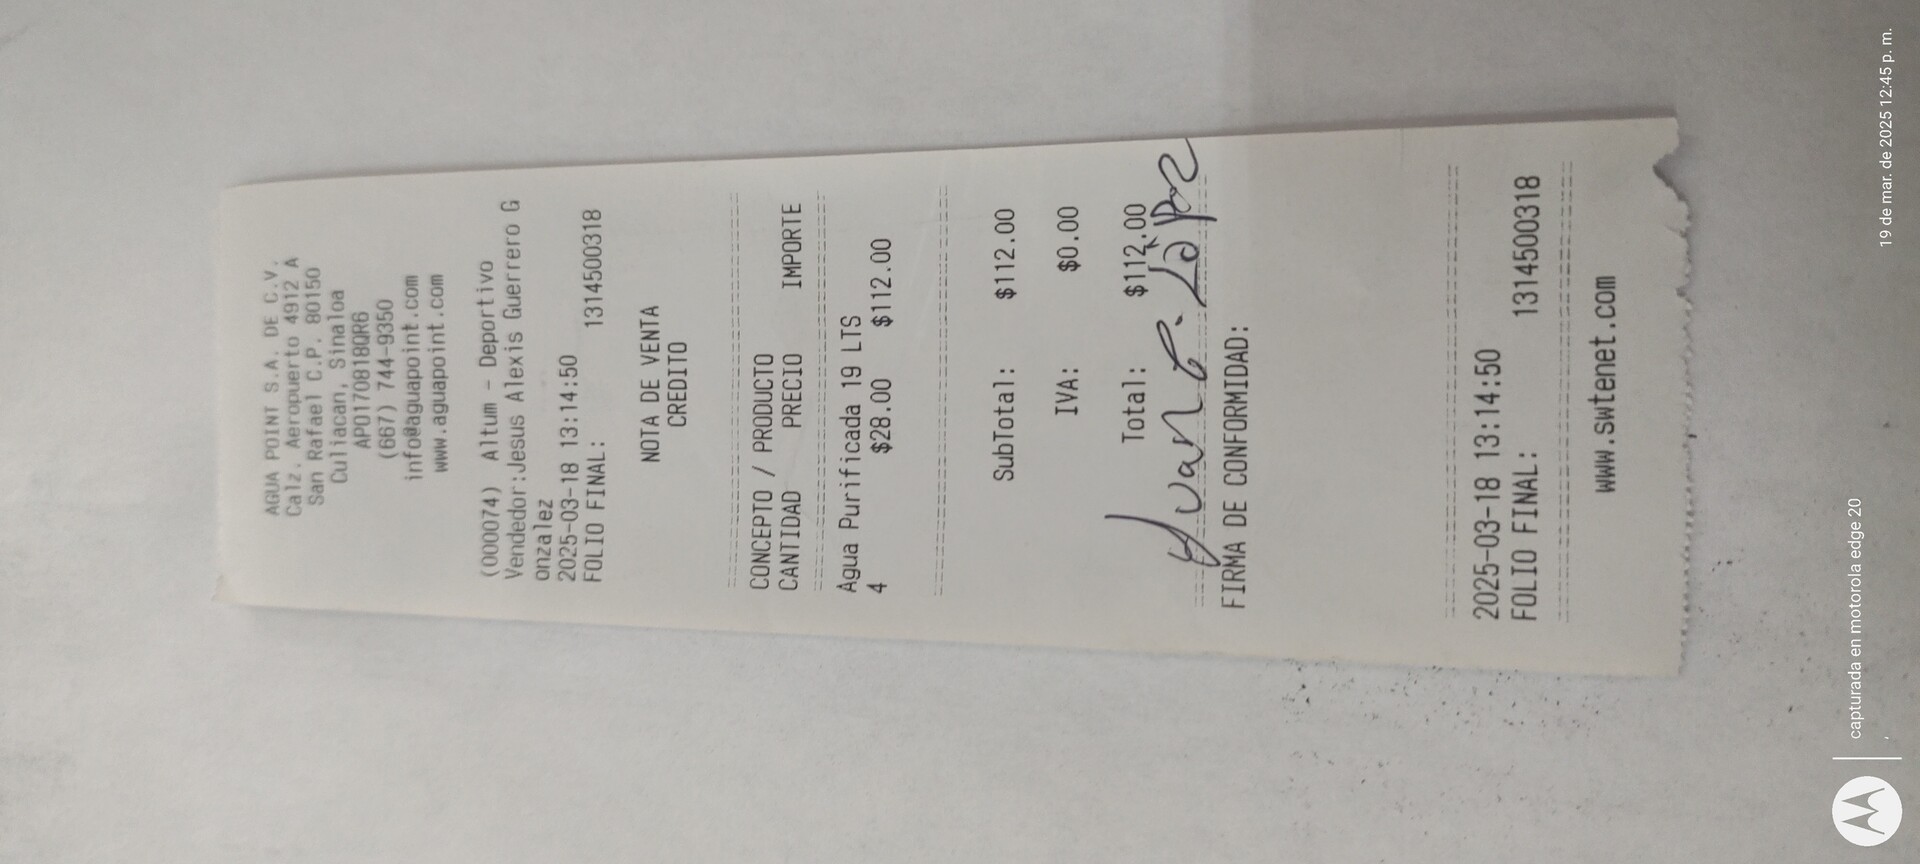 AGUA POINT S.A. DE C.V.
Calz. Aeropuerto 4912 A
San Rafael C.P. 80150
Culiacan, Sinaloa
APO170818QR6
(667) 744-9350
info@aguapoint.com
www.aguapoint.com
(000074) Altum - Deportivo
Vendedor:Jesus Alexis Guerrero G
onzalez
2025-03-18 13:14:50
FOLIO FINAL: 1314500318
NOTA DE VENTA
CREDITO
CONCEPTO / PRODUCTO
CANTIDAD PRECIO IMPORTE
Agua Purificada 19 LTS
4 $28.00 $112.00
SubTotal: $112.00
IVA: $0.00
Total: $112.00
Juan G. López
FIRMA DE CONFORMIDAD:
2025-03-18 13:14:50
FOLIO FINAL: 1314500318
www.swtenet.com
capturada en motorola edge 20
19 de mar. de 2025 12:45 p. m.